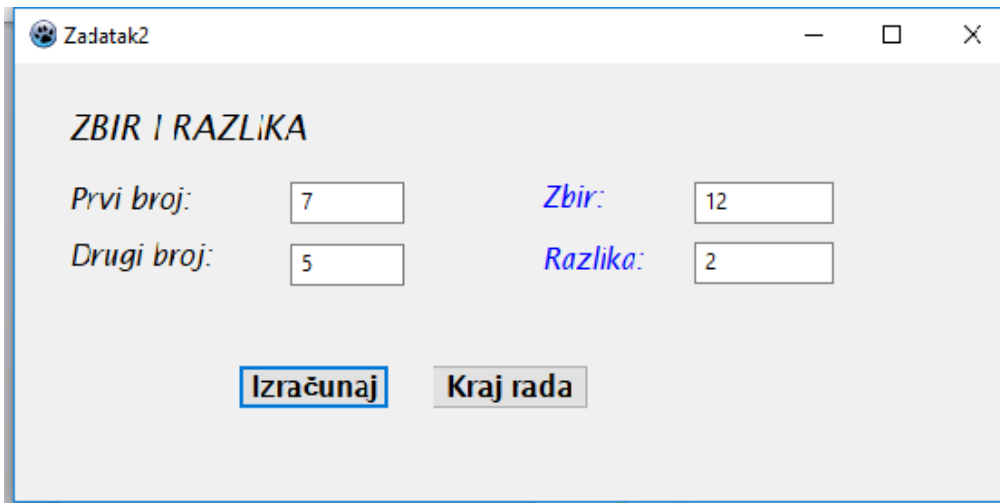 Zadatak2
ZBIR I RAZLIKA
Prvi broj: 7 Zbir: 12
Drugi broj: 5 Razlika: 2
Izračunaj Kraj rada